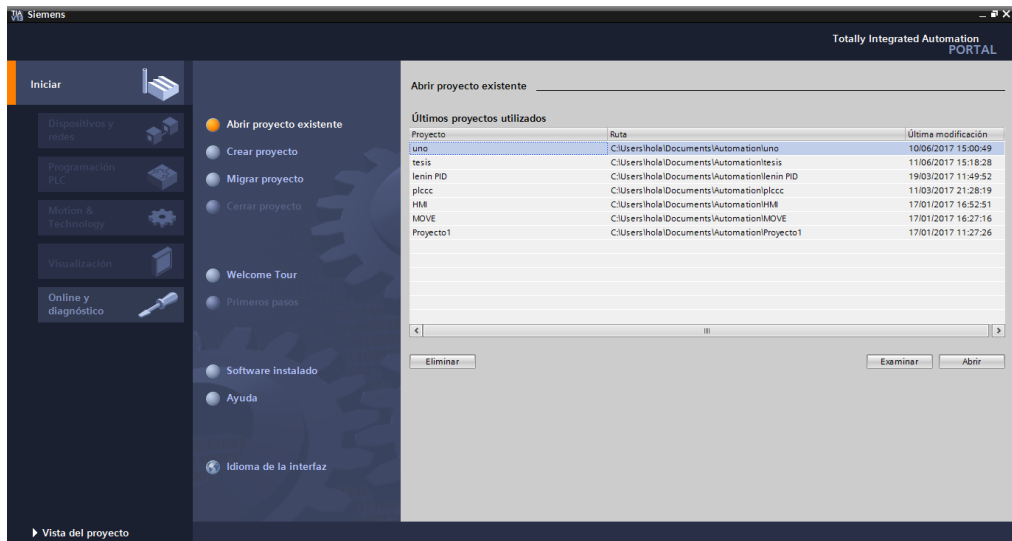 TIA V13 Siemens
Totally Integrated Automation
PORTAL
Iniciar
Dispositivos y
redes
Programación
PLC
Motion &
Technology
Visualización
Online y
diagnóstico
Vista del proyecto
Abrir proyecto existente
Crear proyecto
Migrar proyecto
Cerrar proyecto
Welcome Tour
Primeros pasos
Software instalado
Ayuda
Idioma de la interfaz
Abrir proyecto existente
Últimos proyectos utilizados
Proyecto Ruta Última modificación
uno C:\Users\hola\Documents\Automation\uno 10/06/2017 15:00:49
tesis C:\Users\hola\Documents\Automation\tesis 11/06/2017 15:18:28
lenin PID C:\Users\hola\Documents\Automation\lenin PID 19/03/2017 11:49:52
plccc C:\Users\hola\Documents\Automation\plccc 11/03/2017 21:28:19
HMI C:\Users\hola\Documents\Automation\HMI 17/01/2017 16:52:51
MOVE C:\Users\hola\Documents\Automation\MOVE 17/01/2017 16:27:16
Proyecto1 C:\Users\hola\Documents\Automation\Proyecto1 17/01/2017 11:27:26
Eliminar Examinar Abrir